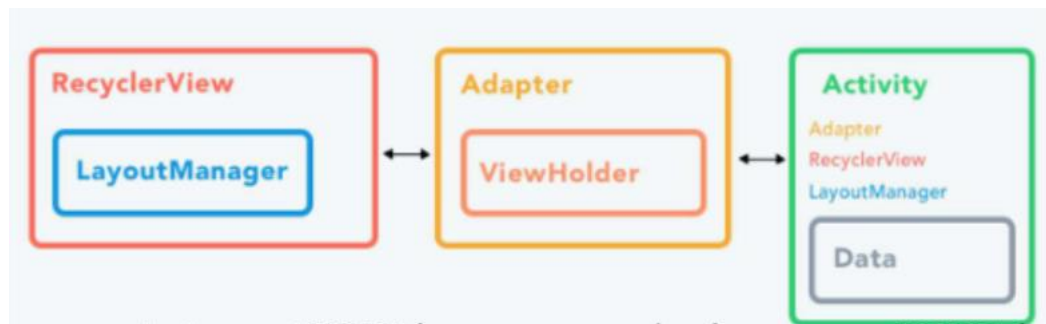 RecyclerView
LayoutManager
Adapter
ViewHolder
Activity
Adapter
RecyclerView
LayoutManager
Data